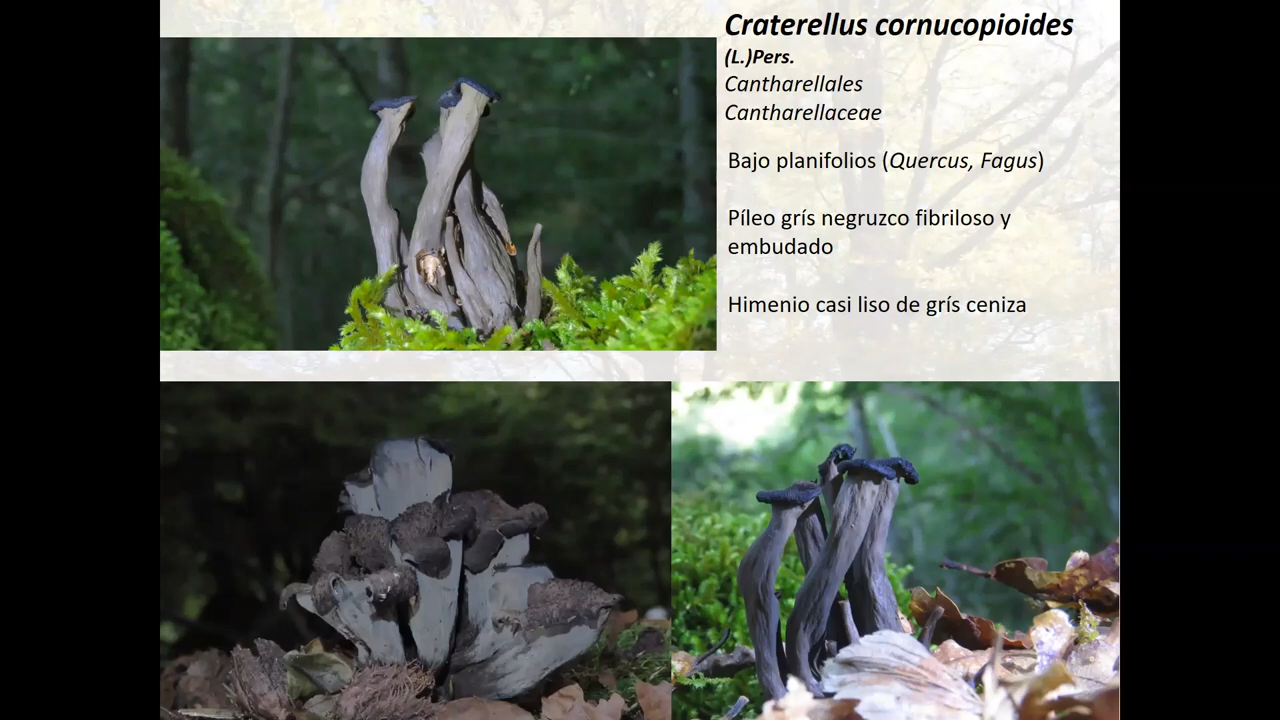 Craterellus cornucopioides
(L.)Pers.
Cantharellales
Cantharellaceae
Bajo planifolios (Quercus, Fagus)
Píleo grís negruzco fibriloso y
embudado
Himenio casi liso de grís ceniza